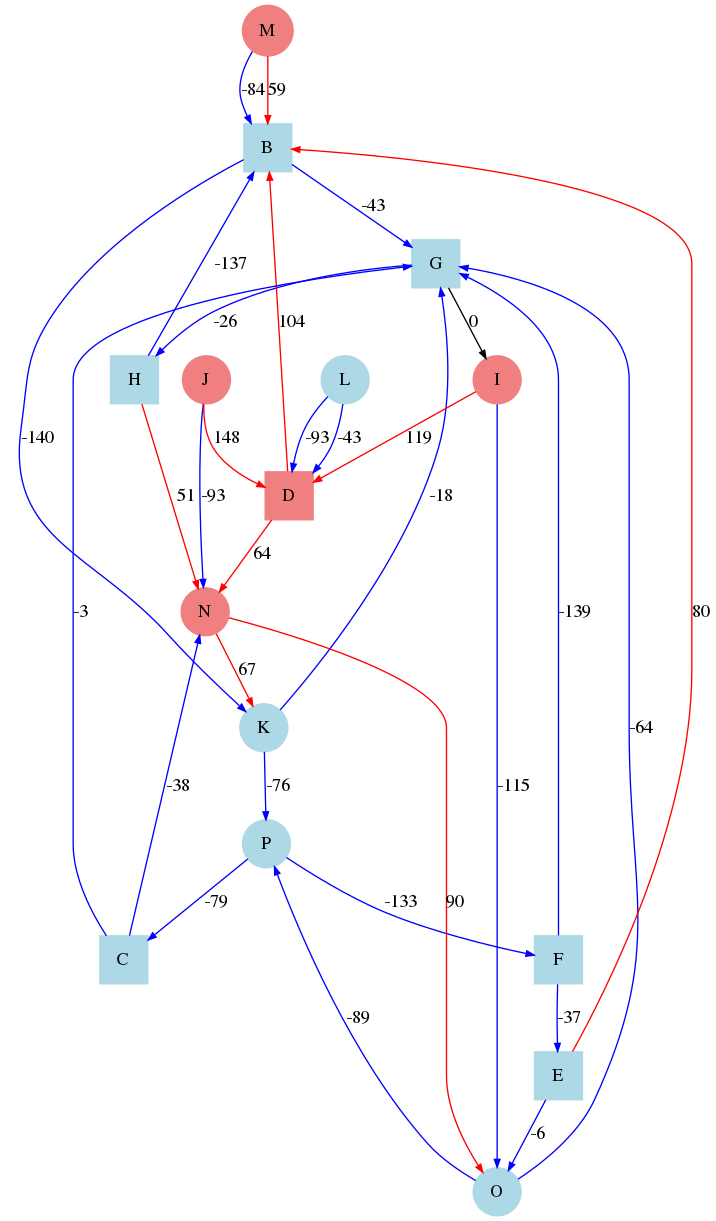 M
-84 59
B
-43
-137
G
-26 104 0
H J L I
-140 148 -93 -43 119
51 -93 D -18
64
-3 N -139 80
67
K -64
-38 -76 -115
P
-79 -133 90
C F
-89 -37
E
-6
O